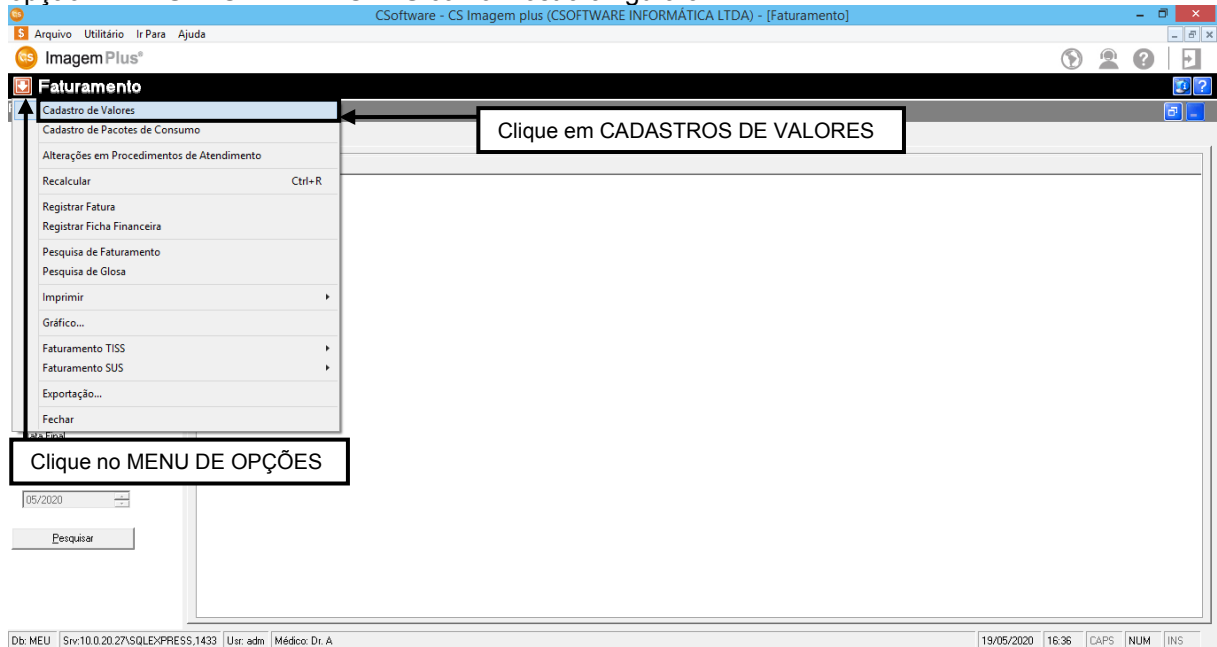 CSoftware - CS Imagem plus (CSOFTWARE INFORMÁTICA LTDA) - [Faturamento]
Arquivo Utilitário Ir Para Ajuda
CS ImagemPlus®
Faturamento
Cadastro de Valores
Cadastro de Pacotes de Consumo
Clique em CADASTROS DE VALORES
Alterações em Procedimentos de Atendimento
Recalcular Ctrl+R
Registrar Fatura
Registrar Ficha Financeira
Pesquisa de Faturamento
Pesquisa de Glosa
Imprimir
Gráfico...
Faturamento TISS
Faturamento SUS
Exportação...
Fechar
Data Final
Clique no MENU DE OPÇÕES
05/2020
Pesquisar
Db: MEU Srv:10.0.20.27\SQLEXPRESS,1433 Usr: adm Médico: Dr. A 19/05/2020 16:36 CAPS NUM INS